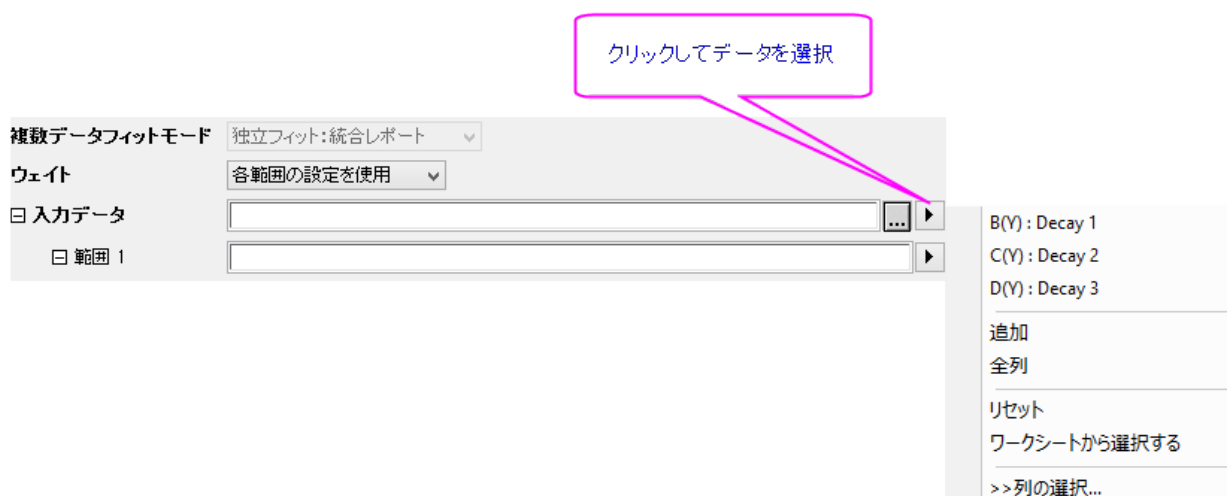 クリックしてデータを選択
複数データフィットモード 独立フィット:統合レポート
ウェイト 各範囲の設定を使用
入力データ ...
範囲 1
B(Y) : Decay 1
C(Y) : Decay 2
D(Y) : Decay 3
追加
全列
リセット
ワークシートから選択する
>>列の選択...